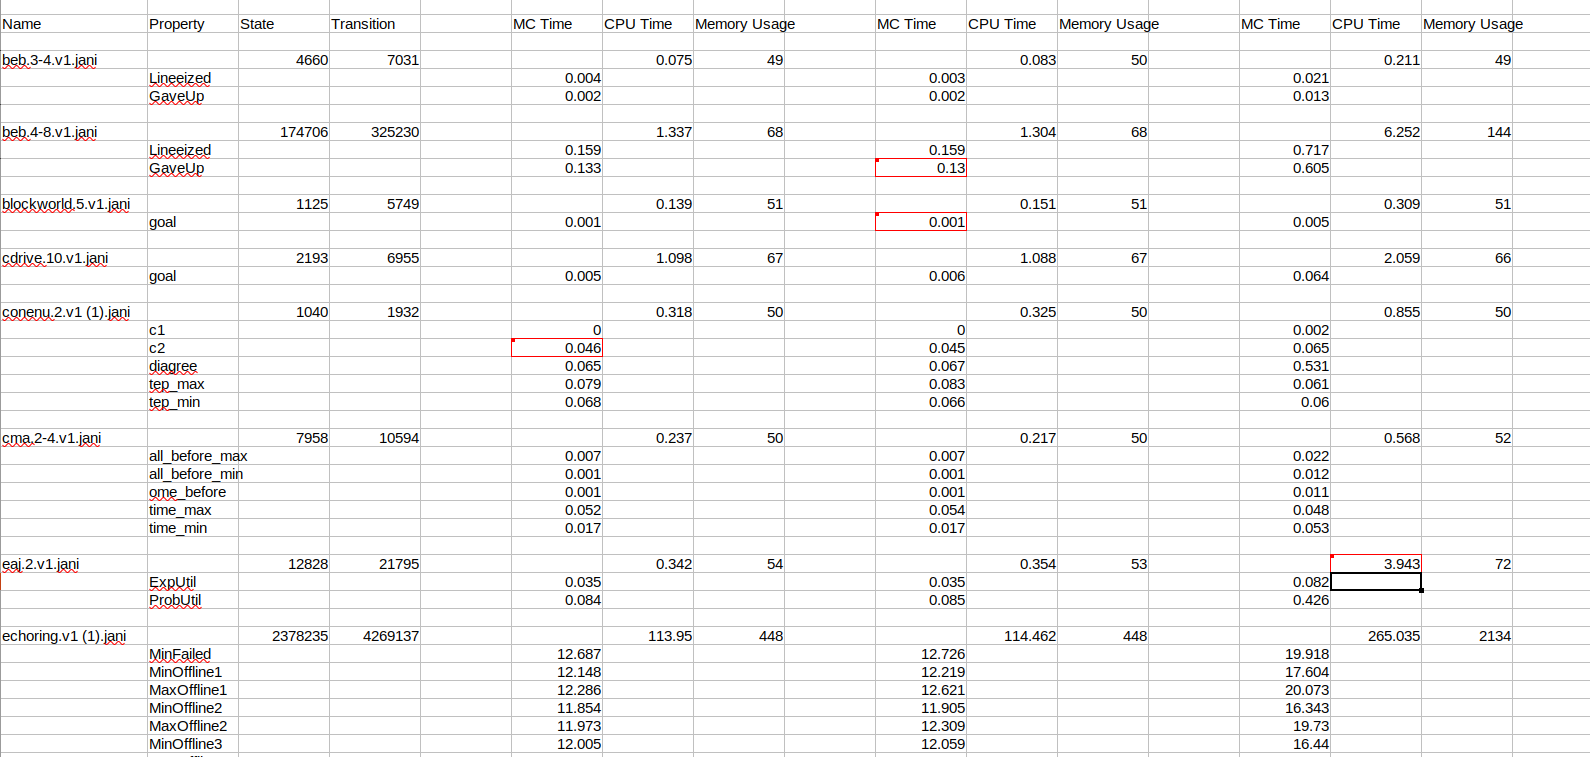 Name Property State Transition MC Time CPU Time Memory Usage MC Time CPU Time Memory Usage MC Time CPU Time Memory Usage
beb.3-4.v1.jani 4660 7031 0.075 49 0.083 50 0.211 49
Lineeized 0.004 0.003 0.021
GaveUp 0.002 0.002 0.013
beb.4-8.v1.jani 174706 325230 1.337 68 1.304 68 6.252 144
Lineeized 0.159 0.159 0.717
GaveUp 0.133 0.13 0.605
blockworld.5.v1.jani 1125 5749 0.139 51 0.151 51 0.309 51
goal 0.001 0.001 0.005
cdrive.10.v1.jani 2193 6955 1.098 67 1.088 67 2.059 66
goal 0.005 0.006 0.064
conenu.2.v1 (1).jani 1040 1932 0.318 50 0.325 50 0.855 50
c1 0 0 0.002
c2 0.046 0.045 0.065
diagree 0.065 0.067 0.531
tep_max 0.079 0.083 0.061
tep_min 0.068 0.066 0.06
cma.2-4.v1.jani 7958 10594 0.237 50 0.217 50 0.568 52
all_before_max 0.007 0.007 0.022
all_before_min 0.001 0.001 0.012
ome_before 0.001 0.001 0.011
time_max 0.052 0.054 0.048
time_min 0.017 0.017 0.053
eaj.2.v1.jani 12828 21795 0.342 54 0.354 53 3.943 72
ExpUtil 0.035 0.035 0.082
ProbUtil 0.084 0.085 0.426
echoring.v1 (1).jani 2378235 4269137 113.95 448 114.462 448 265.035 2134
MinFailed 12.687 12.726 19.918
MinOffline1 12.148 12.219 17.604
MaxOffline1 12.286 12.621 20.073
MinOffline2 11.854 11.905 16.343
MaxOffline2 11.973 12.309 19.73
MinOffline3 12.005 12.059 16.44